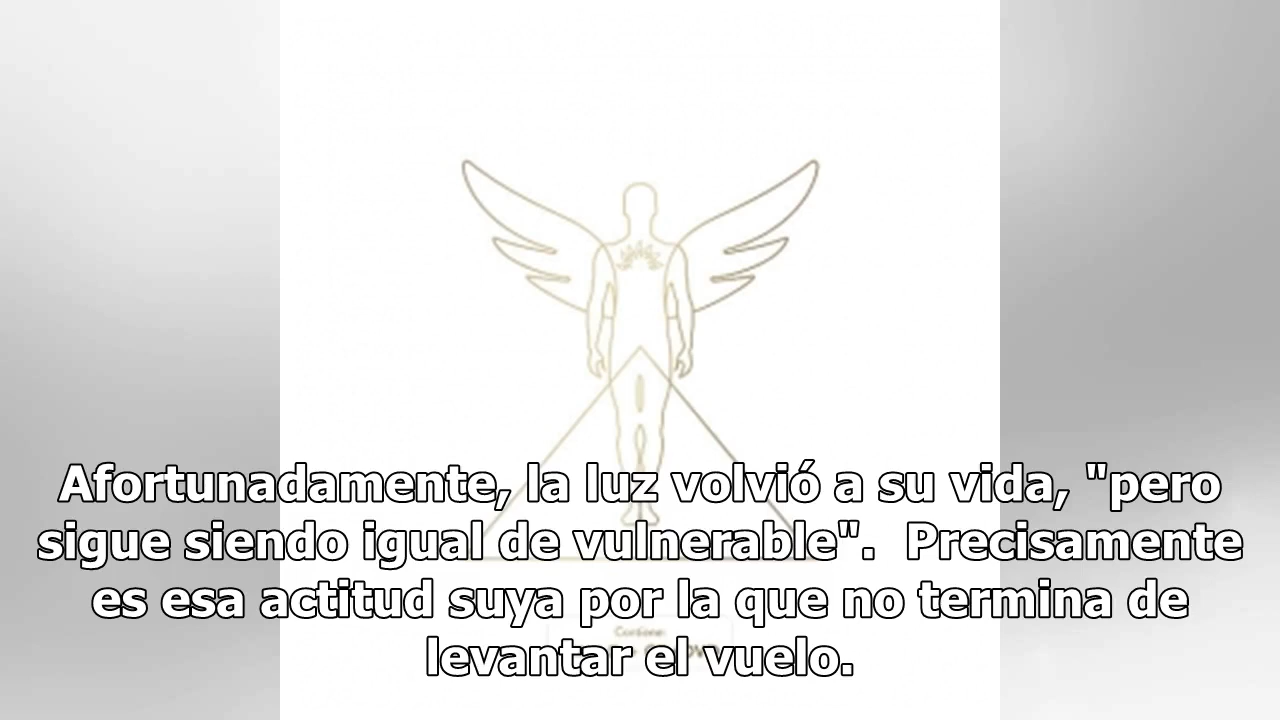 Afortunadamente, la luz volvió a su vida, "pero
sigue siendo igual de vulnerable".  Precisamente
es esa actitud suya por la que no termina de
levantar el vuelo.
Contiene: